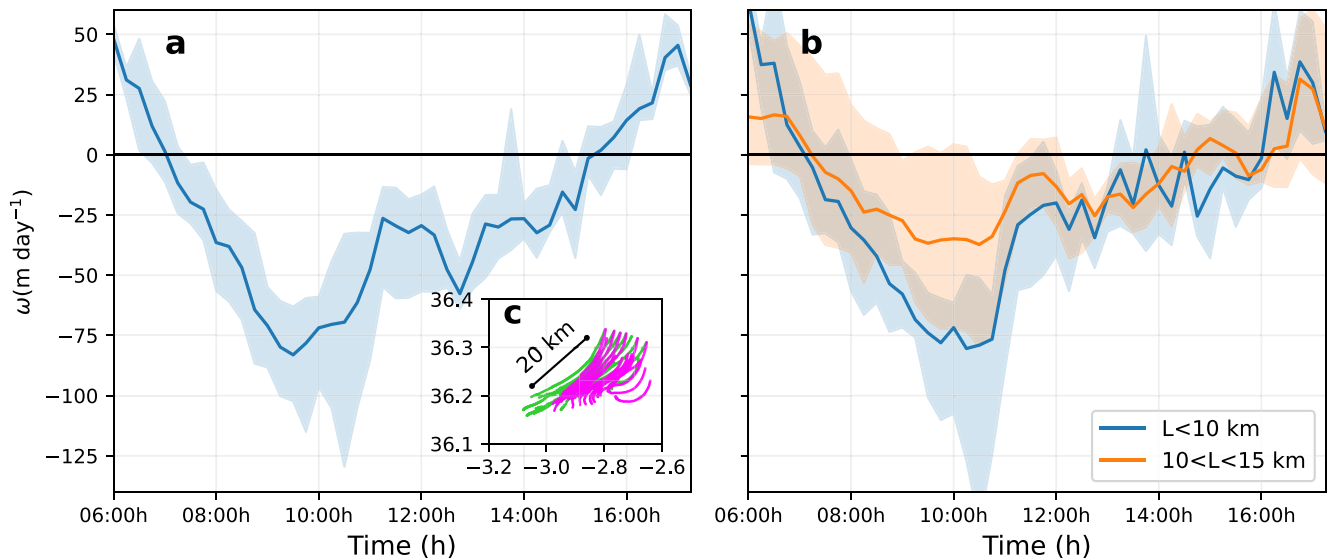 a
b
50
25
0
−25
−50
−75
−100
−125
ω(m day⁻¹)
06:00h 08:00h 10:00h 12:00h 14:00h 16:00h
Time (h)
c
20 km
36.4
36.3
36.2
36.1
−3.2 −3.0 −2.8 −2.6
L<10 km
10<L<15 km
06:00h 08:00h 10:00h 12:00h 14:00h 16:00h
Time (h)